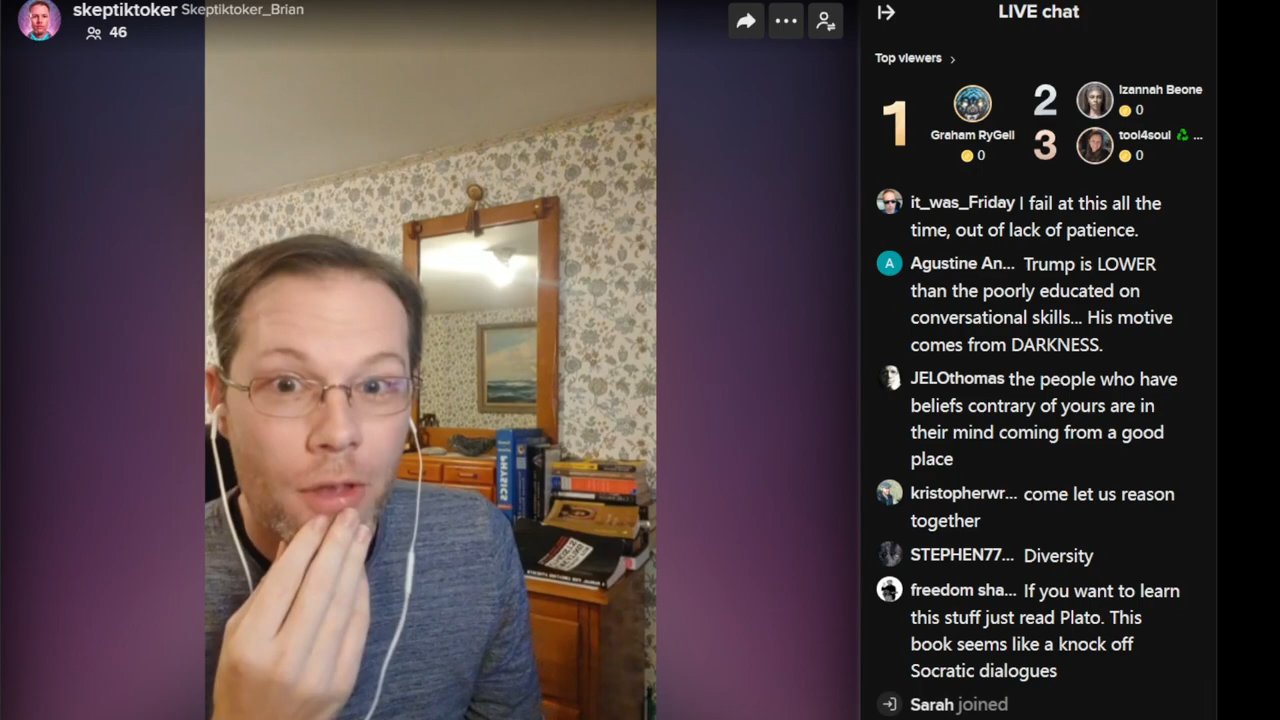 skeptiktoker Skeptiktoker_Brian
46
LIVE chat
Top viewers
1
Graham RyGell
0
2
Izannah Beone
0
3
tool4soul ...
0
it_was_Friday I fail at this all the
time, out of lack of patience.
A Agustine An... Trump is LOWER
than the poorly educated on
conversational skills... His motive
comes from DARKNESS.
JELOthomas the people who have
beliefs contrary of yours are in
their mind coming from a good
place
kristopherwr... come let us reason
together
STEPHEN77... Diversity
freedom sha... If you want to learn
this stuff just read Plato. This
book seems like a knock off
Socratic dialogues
Sarah joined
PHYSICS